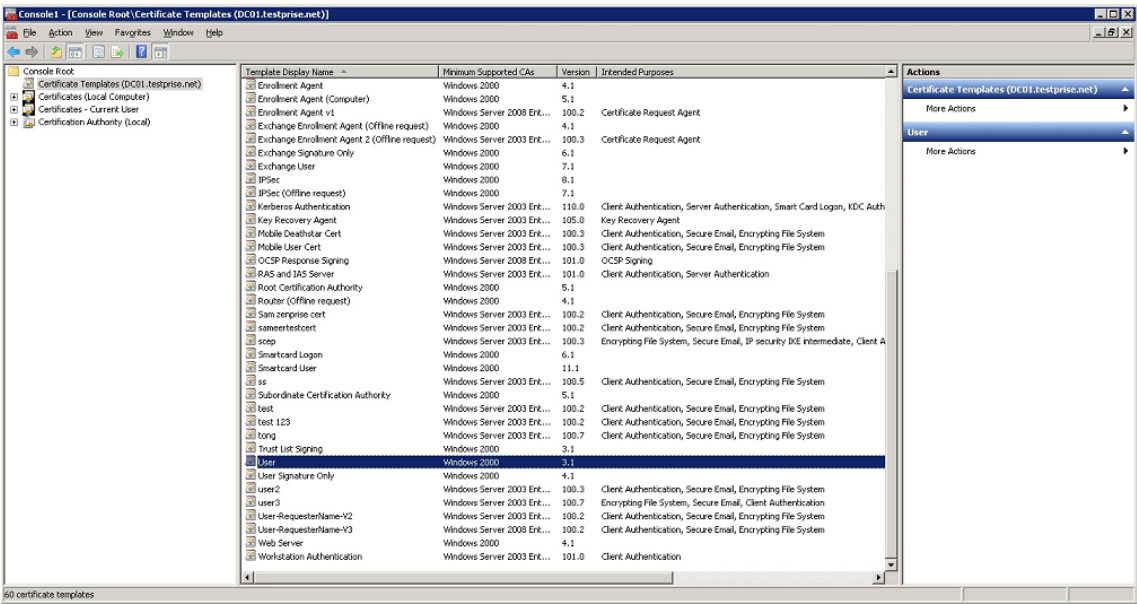 Console1 - [Console Root\Certificate Templates (DC01.testprise.net)]
File Action View Favorites Window Help
Console Root
Certificate Templates (DC01.testprise.net)
Certificates (Local Computer)
Certificates - Current User
Certification Authority (Local)
Template Display Name Minimum Supported CAs Version Intended Purposes
Enrollment Agent Windows 2000 4.1
Enrollment Agent (Computer) Windows 2000 5.1
Enrollment Agent v1 Windows Server 2008 Ent... 100.2 Certificate Request Agent
Exchange Enrollment Agent (Offline request) Windows 2000 4.1
Exchange Enrollment Agent 2 (Offline request) Windows Server 2003 Ent... 100.3 Certificate Request Agent
Exchange Signature Only Windows 2000 6.1
Exchange User Windows 2000 7.1
IPSec Windows 2000 8.1
IPSec (Offline request) Windows 2000 7.1
Kerberos Authentication Windows Server 2003 Ent... 110.0 Client Authentication, Server Authentication, Smart Card Logon, KDC Auth
Key Recovery Agent Windows Server 2003 Ent... 105.0 Key Recovery Agent
Mobile Deathstar Cert Windows Server 2003 Ent... 100.3 Client Authentication, Secure Email, Encrypting File System
Mobile User Cert Windows Server 2003 Ent... 100.3 Client Authentication, Secure Email, Encrypting File System
OCSP Response Signing Windows Server 2008 Ent... 101.0 OCSP Signing
RAS and IAS Server Windows Server 2003 Ent... 101.0 Client Authentication, Server Authentication
Root Certification Authority Windows 2000 5.1
Router (Offline request) Windows 2000 4.1
Sam zenprise cert Windows Server 2003 Ent... 100.2 Client Authentication, Secure Email, Encrypting File System
sameertestcert Windows Server 2003 Ent... 100.2 Client Authentication, Secure Email, Encrypting File System
scep Windows Server 2003 Ent... 100.3 Encrypting File System, Secure Email, IP security IKE intermediate, Client A
Smartcard Logon Windows 2000 6.1
Smartcard User Windows 2000 11.1
ss Windows Server 2003 Ent... 100.5 Client Authentication, Secure Email, Encrypting File System
Subordinate Certification Authority Windows 2000 5.1
test Windows Server 2003 Ent... 100.2 Client Authentication, Secure Email, Encrypting File System
test 123 Windows Server 2003 Ent... 100.2 Client Authentication, Secure Email, Encrypting File System
tong Windows Server 2003 Ent... 100.7 Client Authentication, Secure Email, Encrypting File System
Trust List Signing Windows 2000 3.1
User Windows 2000 3.1
User Signature Only Windows 2000 4.1
user2 Windows Server 2003 Ent... 100.3 Client Authentication, Secure Email, Encrypting File System
user3 Windows Server 2003 Ent... 100.7 Encrypting File System, Secure Email, Client Authentication
User-RequesterName-V2 Windows Server 2003 Ent... 100.2 Client Authentication, Secure Email, Encrypting File System
User-RequesterName-V3 Windows Server 2008 Ent... 100.2 Client Authentication, Secure Email, Encrypting File System
Web Server Windows 2000 4.1
Workstation Authentication Windows Server 2003 Ent... 101.0 Client Authentication
Actions
Certificate Templates (DC01.testprise.net)
More Actions
User
More Actions
60 certificate templates